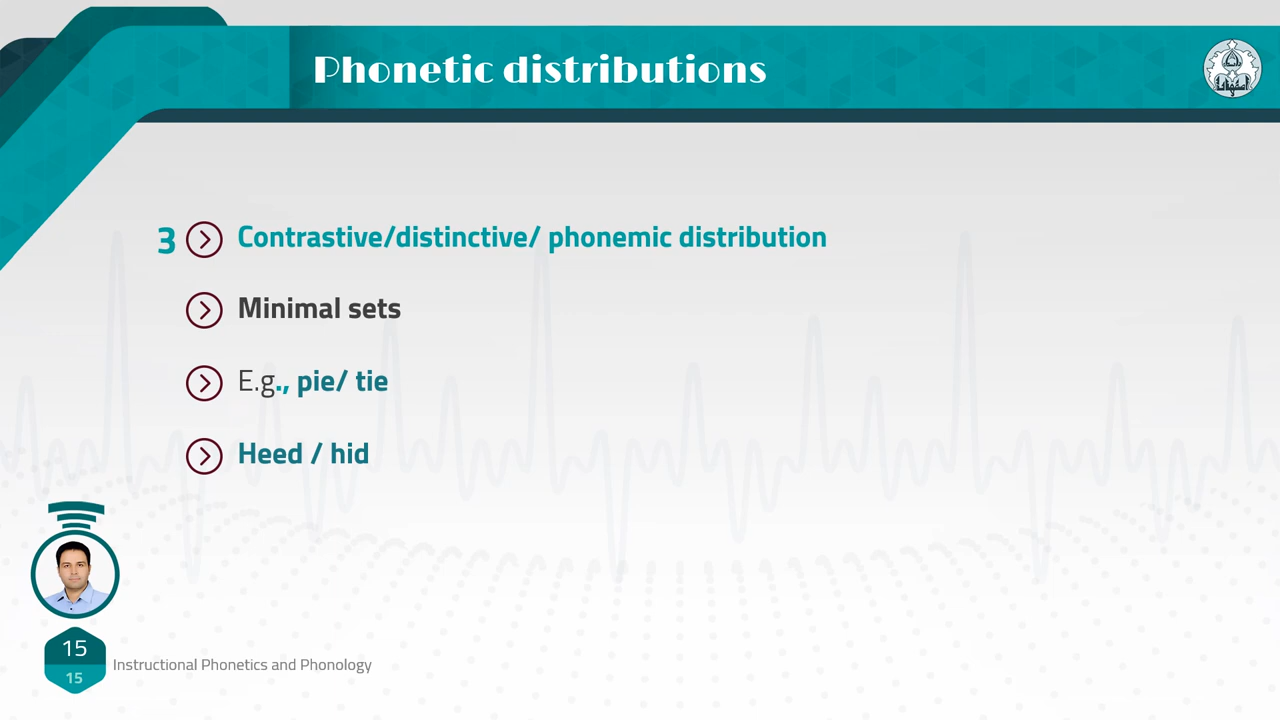 Phonetic distributions
3 Contrastive/distinctive/ phonemic distribution
Minimal sets
E.g., pie/ tie
Heed / hid
15
15
Instructional Phonetics and Phonology